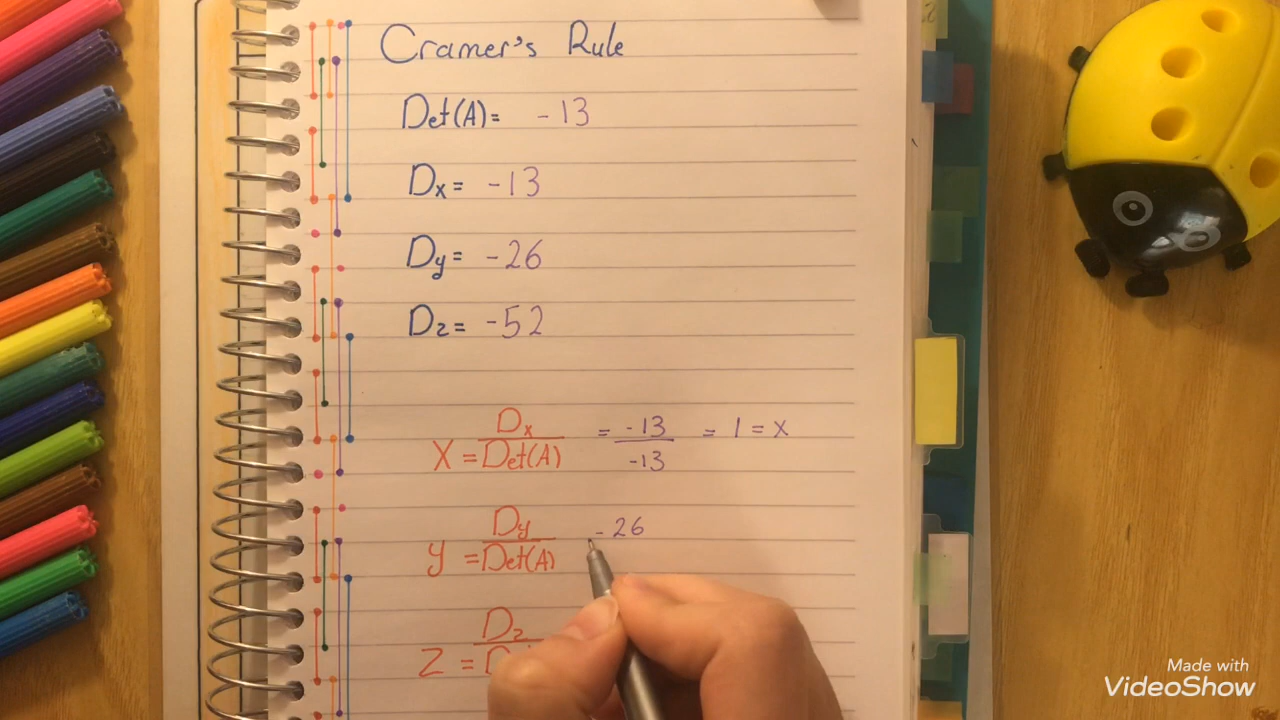 Cramer's Rule
Det(A)= -13
Dx= -13
Dy= -26
Dz= -52
X = Dx/Det(A) = -13/-13 = 1 = x
y = Dy/Det(A) -26
Z = Dz
Made with
VideoShow